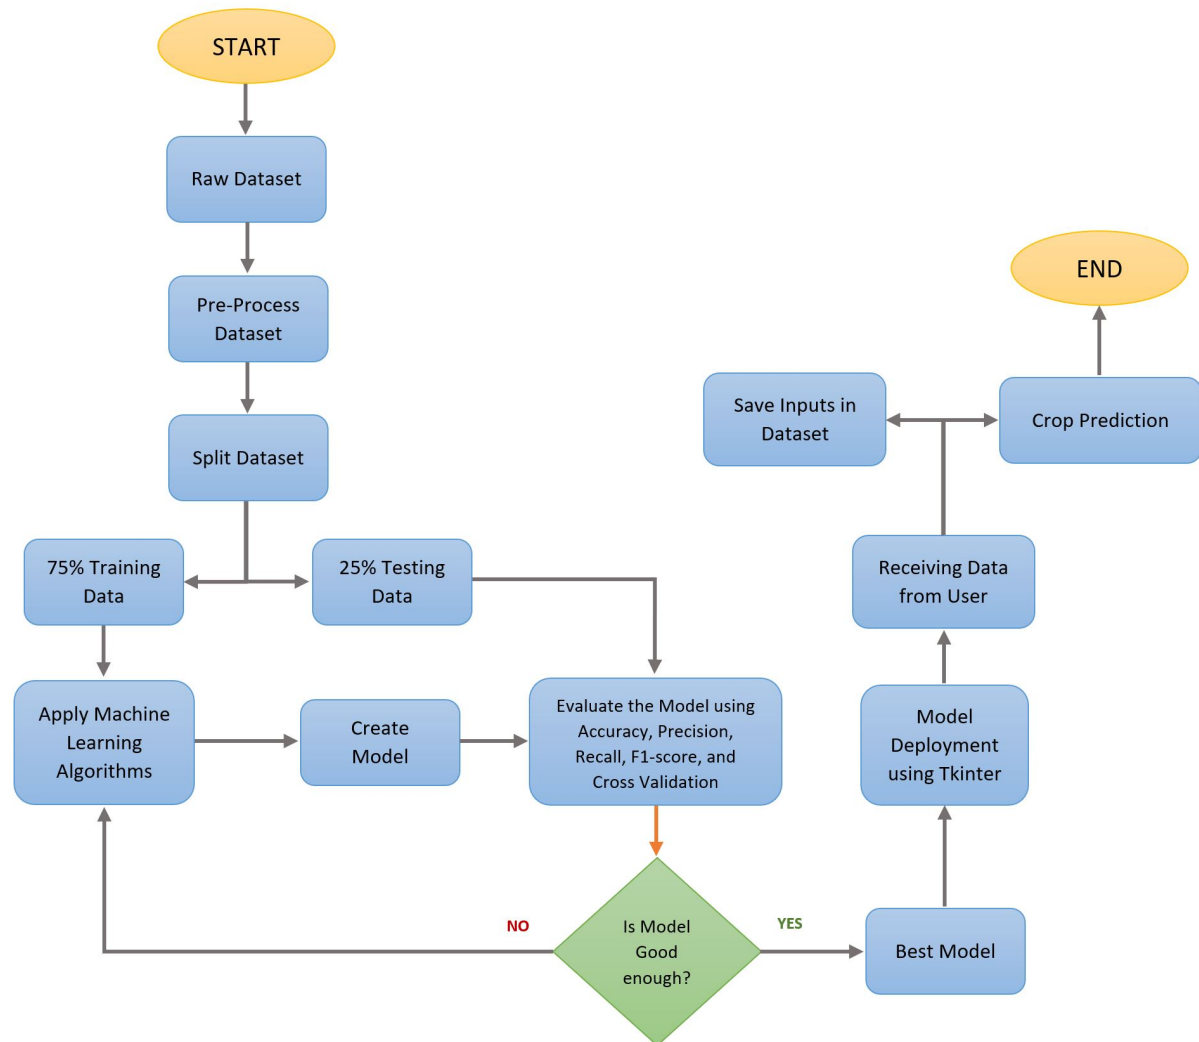 START
Raw Dataset
Pre-Process
Dataset
Split Dataset
75% Training
Data
25% Testing
Data
Apply Machine
Learning
Algorithms
Create
Model
Evaluate the Model using
Accuracy, Precision,
Recall, F1-score, and
Cross Validation
Is Model
Good
enough?
NO
YES
Best Model
Model
Deployment
using Tkinter
Receiving Data
from User
Save Inputs in
Dataset
Crop Prediction
END